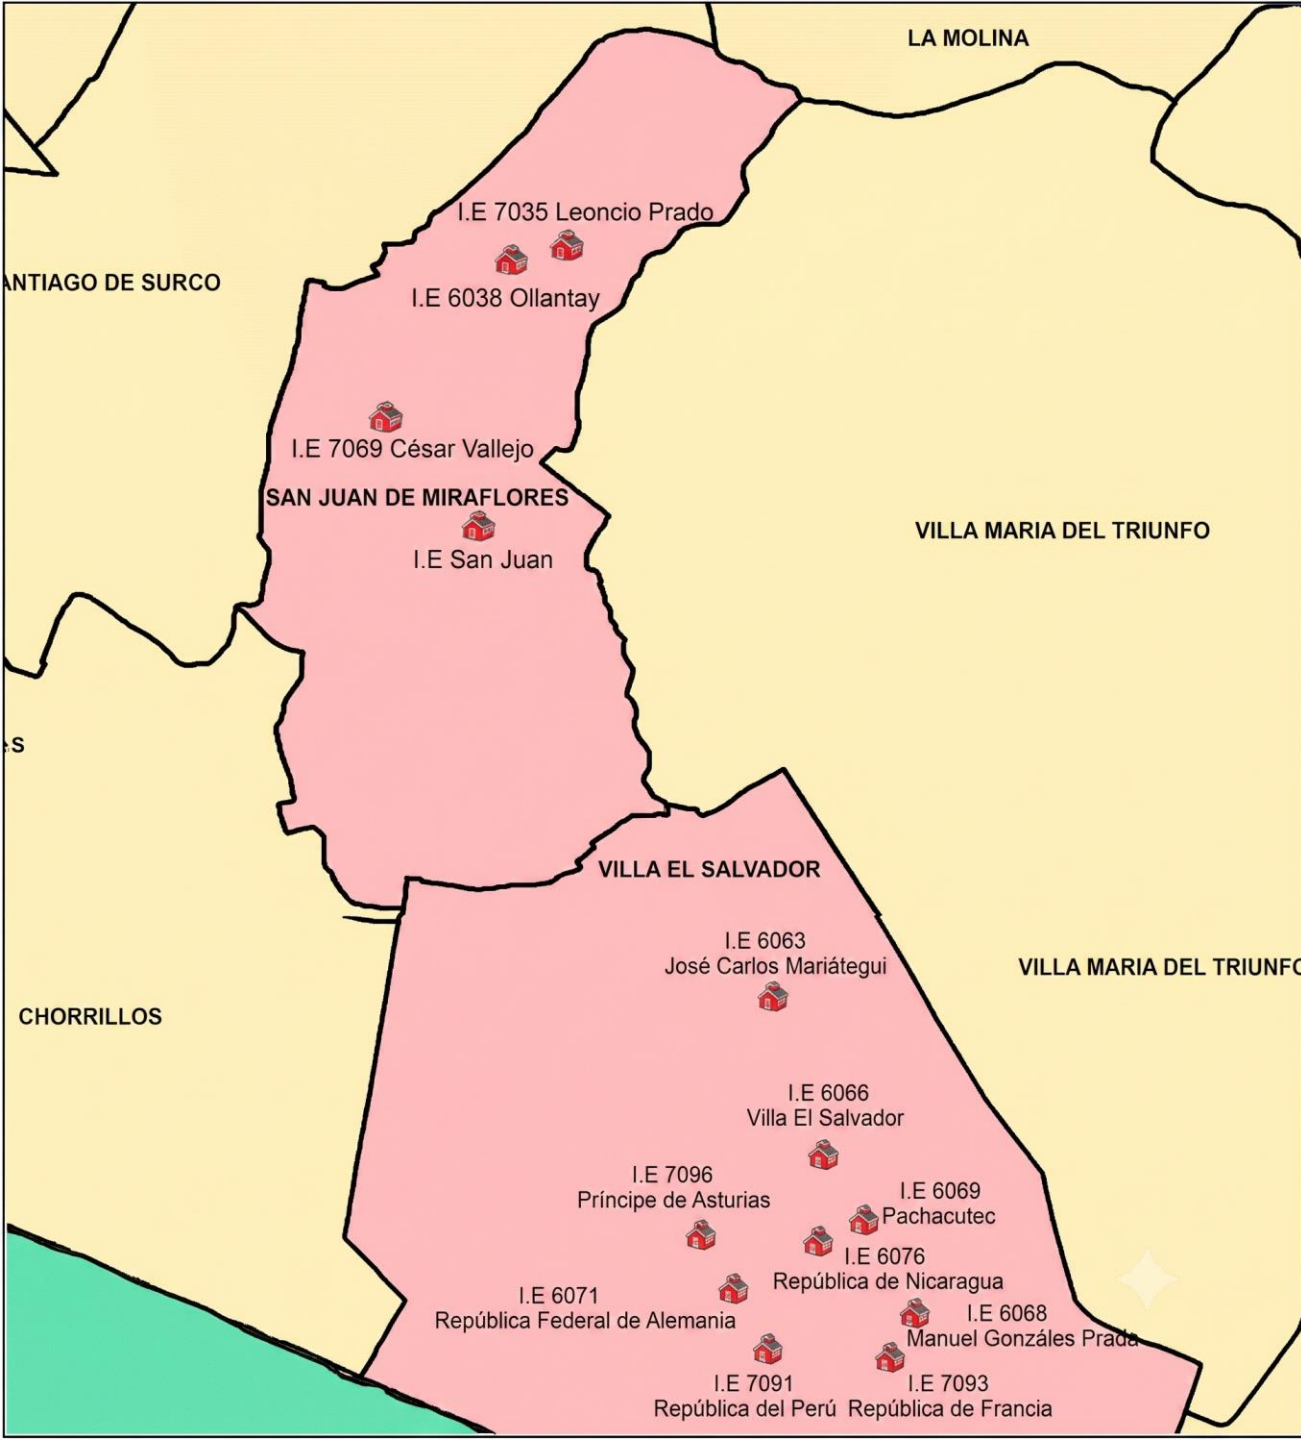 LA MOLINA
I.E 7035 Leoncio Prado
ANTIAGO DE SURCO
I.E 6038 Ollantay
I.E 7069 César Vallejo
SAN JUAN DE MIRAFLORES
VILLA MARIA DEL TRIUNFO
I.E San Juan
S
VILLA EL SALVADOR
I.E 6063
José Carlos Mariátegui
VILLA MARIA DEL TRIUNFO
CHORRILLOS
I.E 6066
Villa El Salvador
I.E 7096
Príncipe de Asturias
I.E 6069
Pachacutec
I.E 6076
República de Nicaragua
I.E 6071
República Federal de Alemania
I.E 6068
Manuel Gonzáles Prada
I.E 7091
República del Perú
I.E 7093
República de Francia